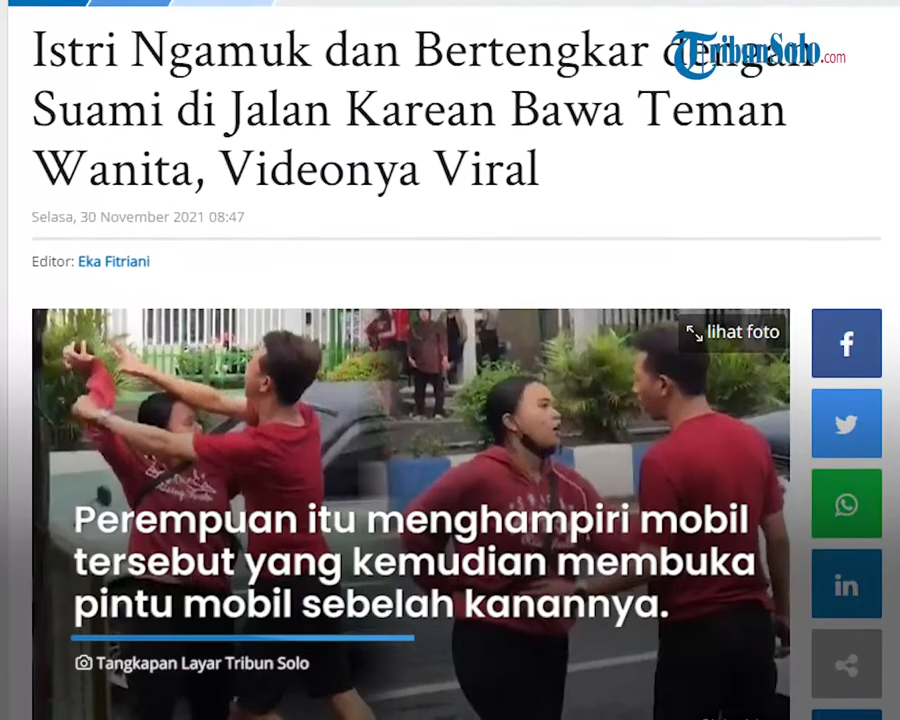 Istri Ngamuk dan Bertengkar dengan
TribunSolo.com
Suami di Jalan Karean Bawa Teman
Wanita, Videonya Viral
Selasa, 30 November 2021 08:47
Editor: Eka Fitriani
lihat foto
Perempuan itu menghampiri mobil
tersebut yang kemudian membuka
pintu mobil sebelah kanannya.
Tangkapan Layar Tribun Solo